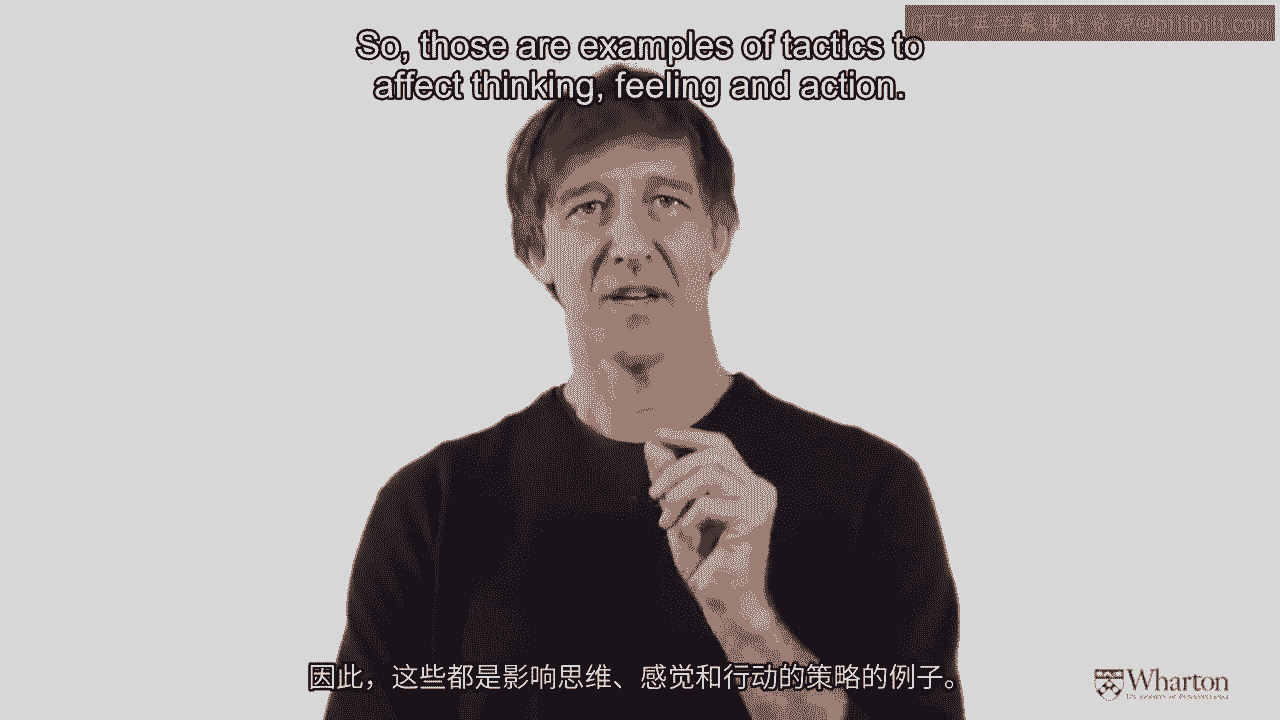 So, those are examples of tactics to
affect thinking, feeling and action.
因此，这些都是影响思维、感觉和行动的策略的例子。
Wharton